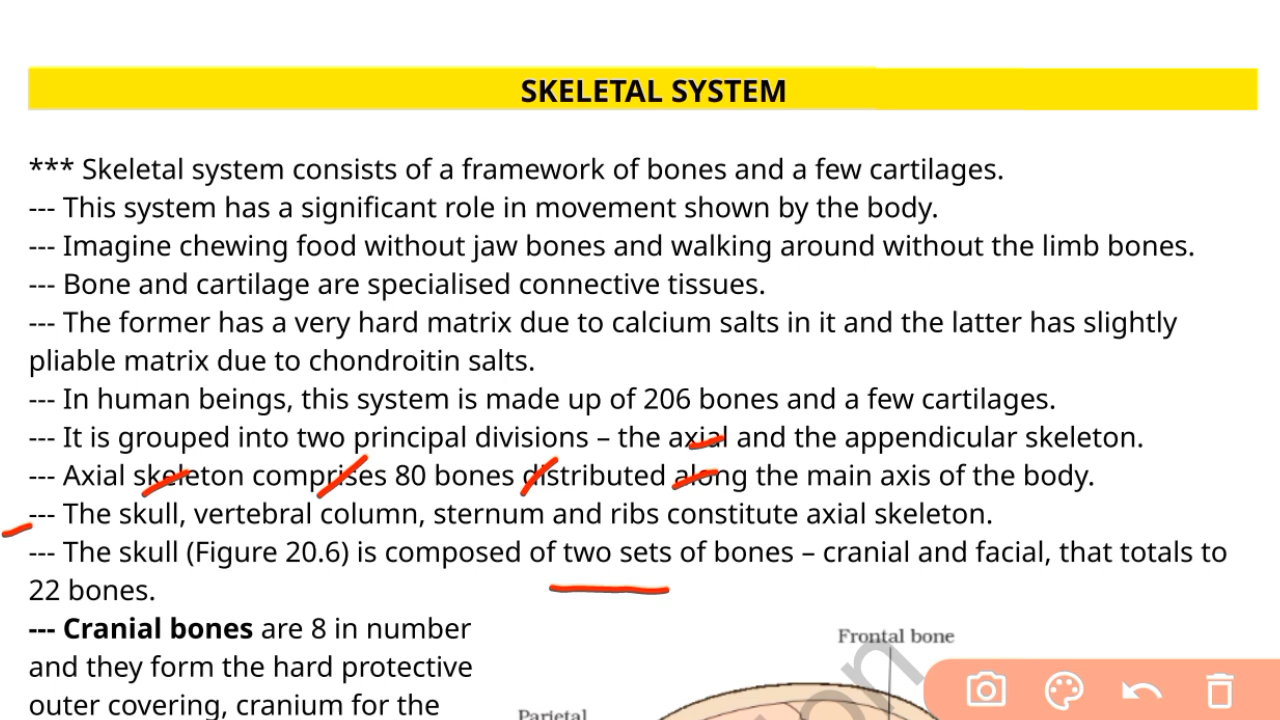 SKELETAL SYSTEM
*** Skeletal system consists of a framework of bones and a few cartilages.
--- This system has a significant role in movement shown by the body.
--- Imagine chewing food without jaw bones and walking around without the limb bones.
--- Bone and cartilage are specialised connective tissues.
--- The former has a very hard matrix due to calcium salts in it and the latter has slightly
pliable matrix due to chondroitin salts.
--- In human beings, this system is made up of 206 bones and a few cartilages.
--- It is grouped into two principal divisions – the axial and the appendicular skeleton.
--- Axial skeleton comprises 80 bones distributed along the main axis of the body.
--- The skull, vertebral column, sternum and ribs constitute axial skeleton.
--- The skull (Figure 20.6) is composed of two sets of bones – cranial and facial, that totals to
22 bones.
--- Cranial bones are 8 in number
and they form the hard protective
outer covering, cranium for the
Frontal bone
Parietal